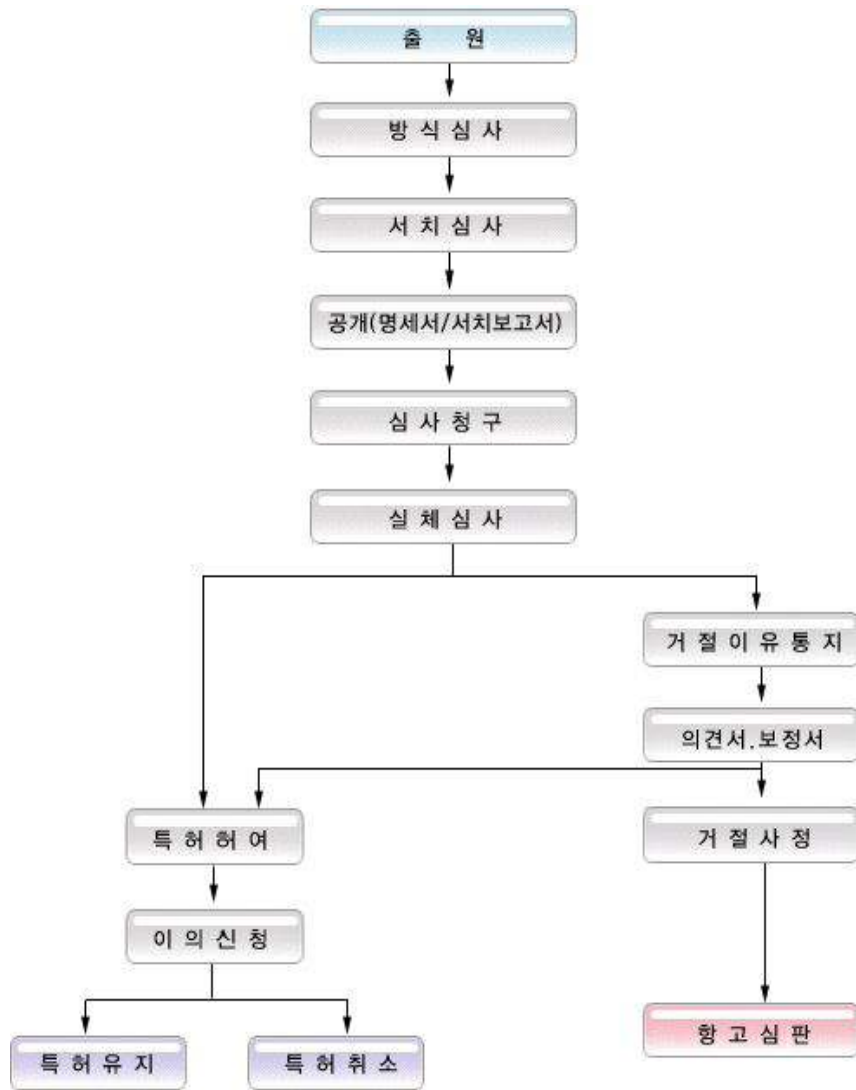 출 원
방 식 심 사
서 치 심 사
공개(명세서/서치보고서)
심 사 청 구
실 체 심 사
거 절 이 유 통 지
의견서.보정서
특 허 허 여
거 절 사 정
이 의 신 청
특 허 유 지
특 허 취 소
항 고 심 판